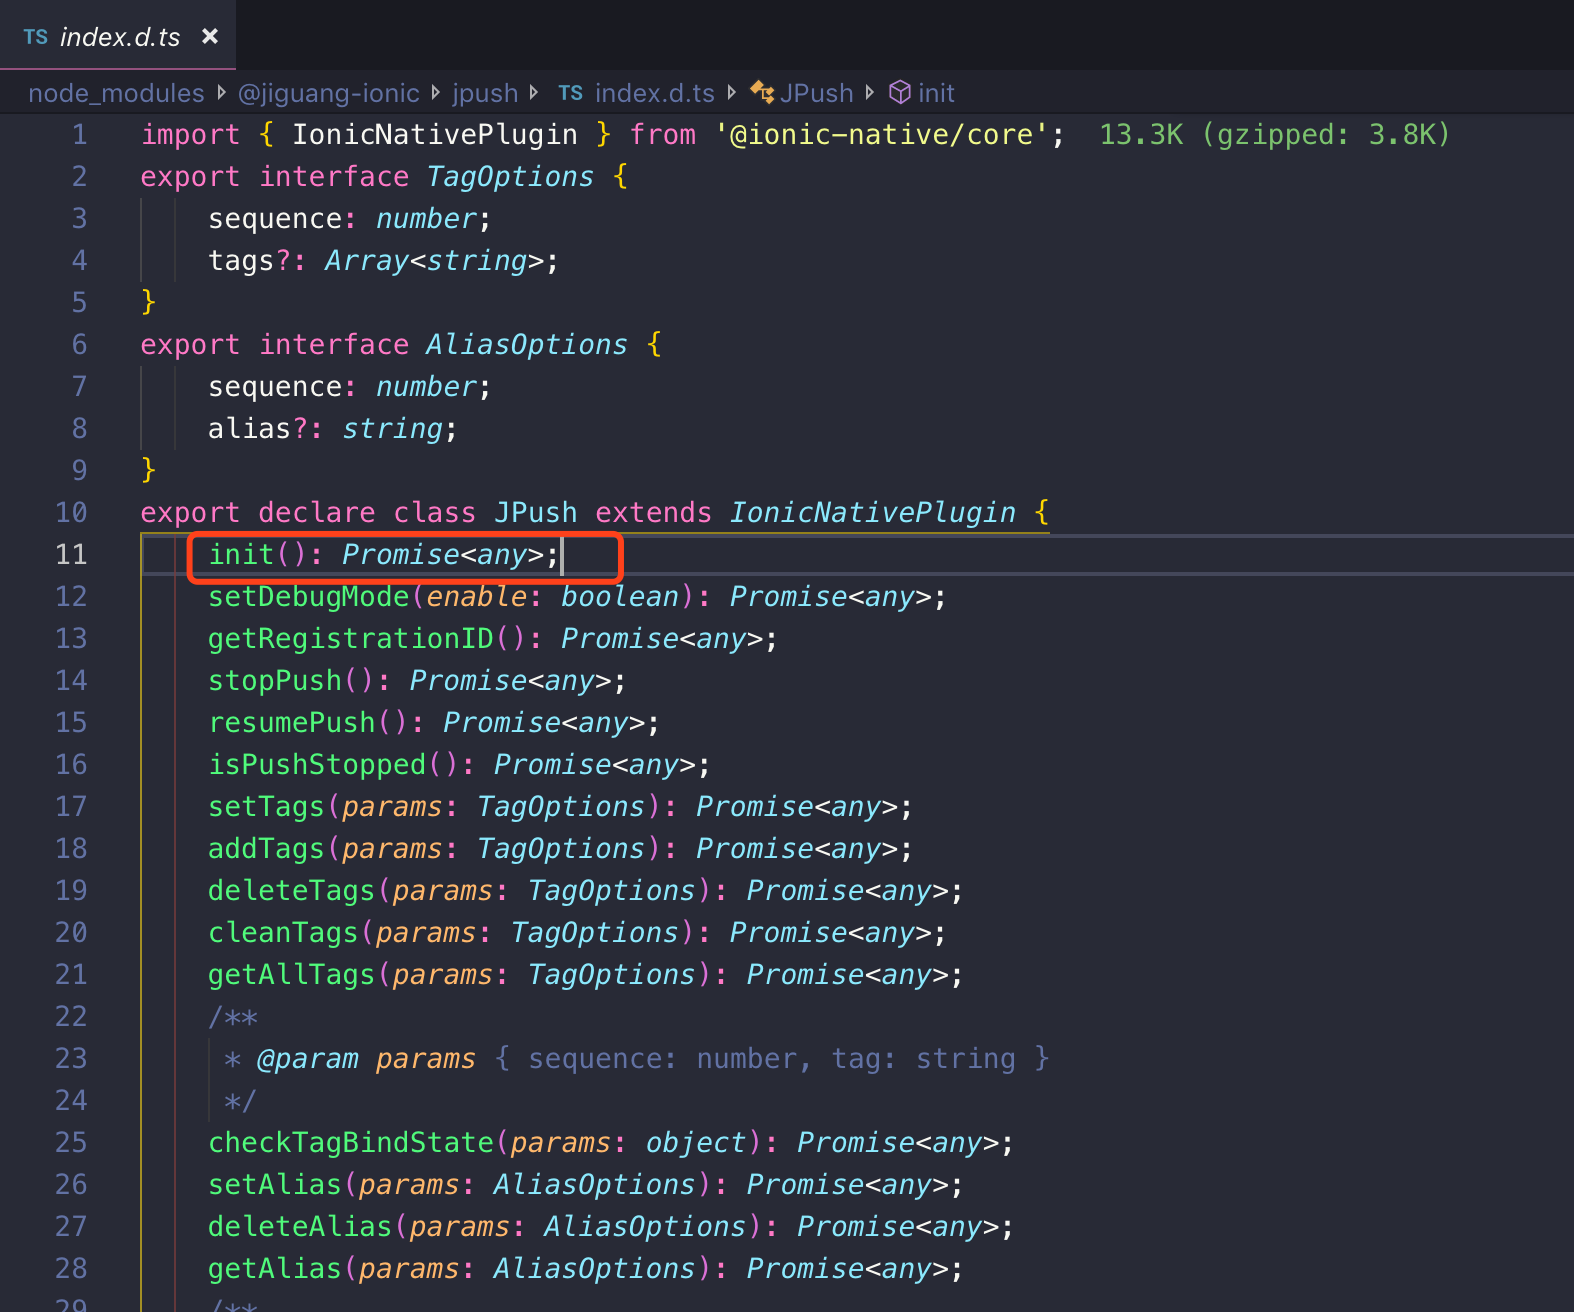 TS index.d.ts ×
node_modules @jiguang-ionic jpush TS index.d.ts JPush init
1 import { IonicNativePlugin } from '@ionic-native/core'; 13.3K (gzipped: 3.8K)
2 export interface TagOptions {
3 sequence: number;
4 tags?: Array<string>;
5 }
6 export interface AliasOptions {
7 sequence: number;
8 alias?: string;
9 }
10 export declare class JPush extends IonicNativePlugin {
11 init(): Promise<any>;
12 setDebugMode(enable: boolean): Promise<any>;
13 getRegistrationID(): Promise<any>;
14 stopPush(): Promise<any>;
15 resumePush(): Promise<any>;
16 isPushStopped(): Promise<any>;
17 setTags(params: TagOptions): Promise<any>;
18 addTags(params: TagOptions): Promise<any>;
19 deleteTags(params: TagOptions): Promise<any>;
20 cleanTags(params: TagOptions): Promise<any>;
21 getAllTags(params: TagOptions): Promise<any>;
22 /**
23 * @param params { sequence: number, tag: string }
24 */
25 checkTagBindState(params: object): Promise<any>;
26 setAlias(params: AliasOptions): Promise<any>;
27 deleteAlias(params: AliasOptions): Promise<any>;
28 getAlias(params: AliasOptions): Promise<any>;
29 /**